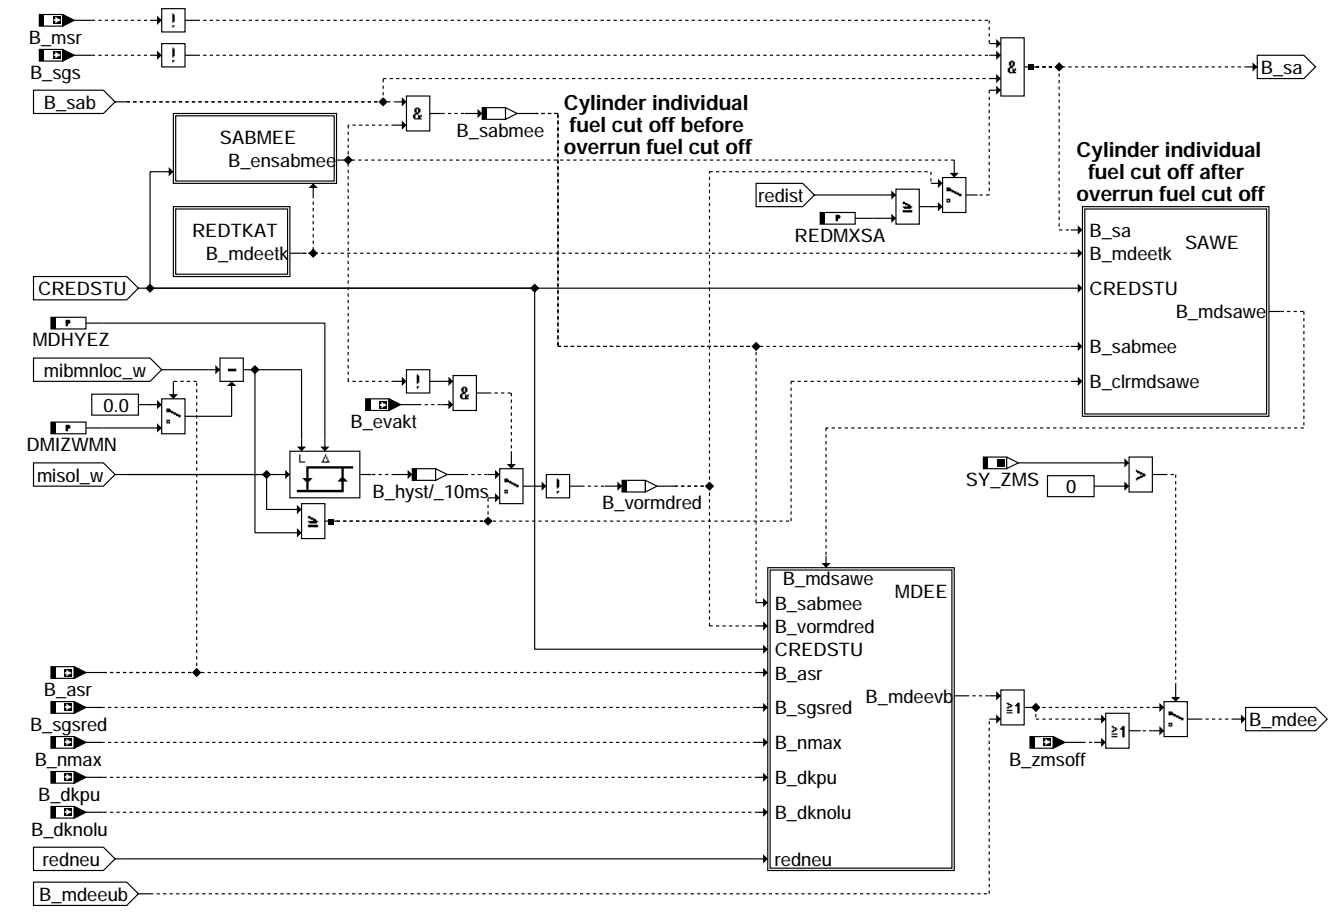 !
B_msr
!
B_sgs
&
B_sa
B_sab
&
B_sabmee
Cylinder individual
fuel cut off before
overrun fuel cut off
SABMEE
B_ensabmee
Cylinder individual
fuel cut off after
overrun fuel cut off
redist
P
REDMXSA
≥
REDTKAT
B_mdeetk
B_sa
SAWE
B_mdeetk
CREDSTU
CREDSTU
B_mdsawe
P
MDHYEZ
B_sabmee
mibmnloc_w
−
!
&
B_clrmdsawe
0.0
B_evakt
P
DMIZWMN
L Δ
misol_w
B_hyst/_10ms
!
B_vormdred
SY_ZMS
0
>
≥
B_mdsawe
MDEE
B_sabmee
B_vormdred
CREDSTU
B_asr
B_asr
B_mdeevb
B_sgsred
B_sgsred
≥1
≥1
B_mdee
B_nmax
B_nmax
B_zmsoff
B_dkpu
B_dkpu
B_dknolu
B_dknolu
redneu
redneu
B_mdeeub